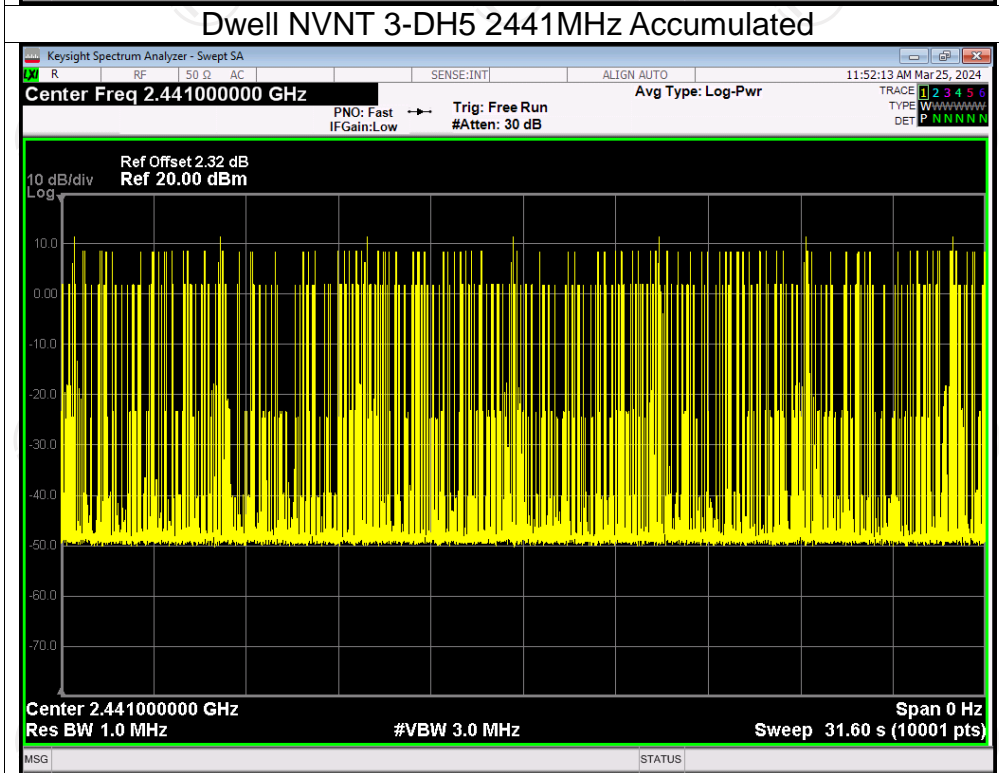 Dwell NVNT 3-DH5 2441MHz Accumulated
Keysight Spectrum Analyzer - Swept SA
LXI R RF 50 Ω AC SENSE:INT ALIGN AUTO 11:52:13 AM Mar 25, 2024
Center Freq 2.441000000 GHz Avg Type: Log-Pwr TRACE 1 2 3 4 5 6
PNO: Fast Trig: Free Run TYPE W W W W W W
IFGain:Low #Atten: 30 dB DET P N N N N N
Ref Offset 2.32 dB
10 dB/div Ref 20.00 dBm
Log
10.0
0.00
-10.0
-20.0
-30.0
-40.0
-50.0
-60.0
-70.0
Center 2.441000000 GHz Span 0 Hz
Res BW 1.0 MHz #VBW 3.0 MHz Sweep 31.60 s (10001 pts)
MSG STATUS